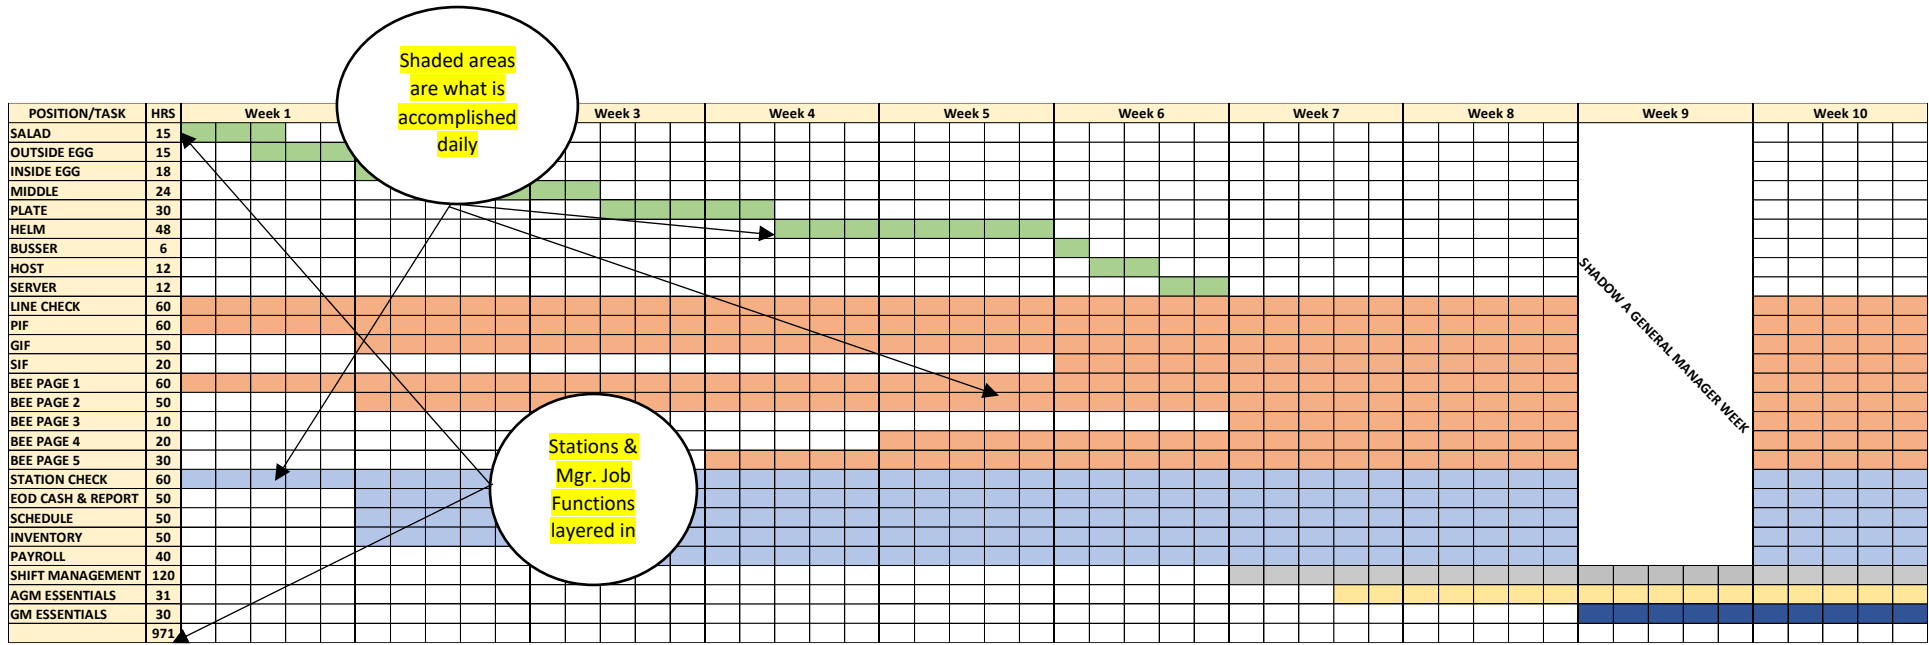 Shaded areas
are what is
accomplished
daily
POSITION/TASK HRS Week 1 Week 3 Week 4 Week 5 Week 6 Week 7 Week 8 Week 9 Week 10
SALAD 15
OUTSIDE EGG 15
INSIDE EGG 18
MIDDLE 24
PLATE 30
HELM 48
BUSSER 6
HOST 12
SERVER 12
LINE CHECK 60
PIF 60
GIF 50
SIF 20
BEE PAGE 1 60
BEE PAGE 2 50
BEE PAGE 3 10
BEE PAGE 4 20
BEE PAGE 5 30
STATION CHECK 60
EOD CASH & REPORT 50
SCHEDULE 50
INVENTORY 50
PAYROLL 40
SHIFT MANAGEMENT 120
AGM ESSENTIALS 31
GM ESSENTIALS 30
971
SHADOW A GENERAL MANAGER WEEK
Stations &
Mgr. Job
Functions
layered in